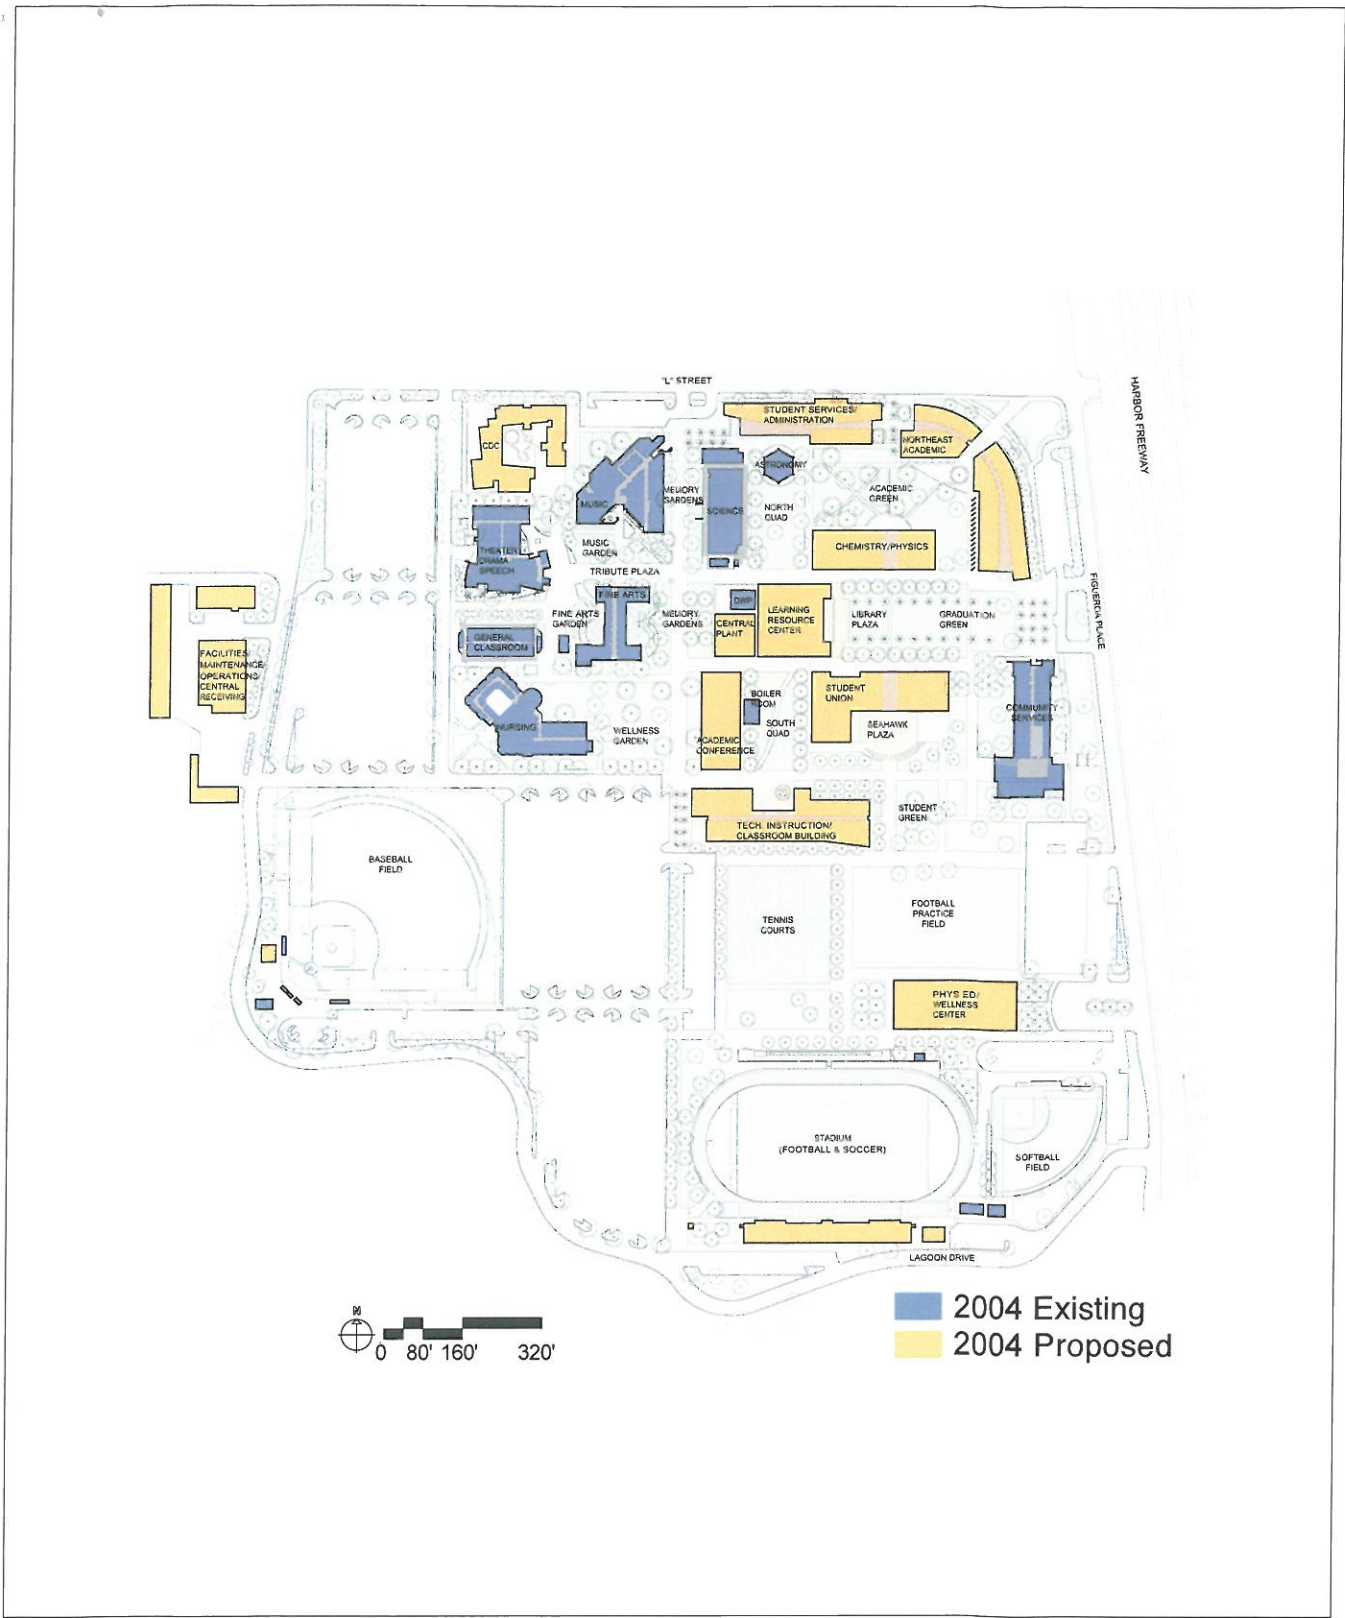 "L" STREET
HARBOR FREEWAY
STUDENT SERVICES/
ADMINISTRATION
NORTHEAST
ACADEMIC
CDC
ASTRONOMY
MUSIC
MEMORY
GARDENS
SCIENCE
NORTH
QUAD
ACADEMIC
GREEN
CHEMISTRY/PHYSICS
MUSIC
GARDEN
THEATER
DRAMA
SPEECH
TRIBUTE PLAZA
FINE ARTS
FIGUEROA PLACE
FINE ARTS
GARDEN
MEMORY
GARDENS
DWP
CENTRAL
PLANT
LEARNING
RESOURCE
CENTER
LIBRARY
PLAZA
GRADUATION
GREEN
GENERAL
CLASSROOM
FACILITIES/
MAINTENANCE/
OPERATIONS/
CENTRAL
RECEIVING
NURSING
WELLNESS
GARDEN
BOILER
ROOM
SOUTH
QUAD
ACADEMIC
CONFERENCE
STUDENT
UNION
SEAHAWK
PLAZA
COMMUNITY
SERVICES
TECH. INSTRUCTION/
CLASSROOM BUILDING
STUDENT
GREEN
BASEBALL
FIELD
TENNIS
COURTS
FOOTBALL
PRACTICE
FIELD
PHYS ED/
WELLNESS
CENTER
STADIUM
(FOOTBALL & SOCCER)
SOFTBALL
FIELD
LAGOON DRIVE
N
0 80' 160' 320'
2004 Existing
2004 Proposed